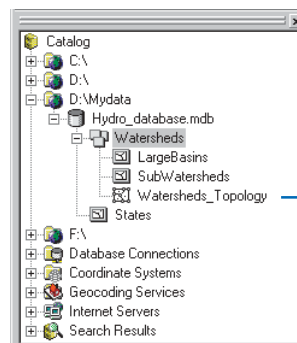 Catalog
C:\
D:\
D:\Mydata
Hydro_database.mdb
Watersheds
LargeBasins
SubWatersheds
Watersheds_Topology
States
F:\
Database Connections
Coordinate Systems
Geocoding Services
Internet Servers
Search Results